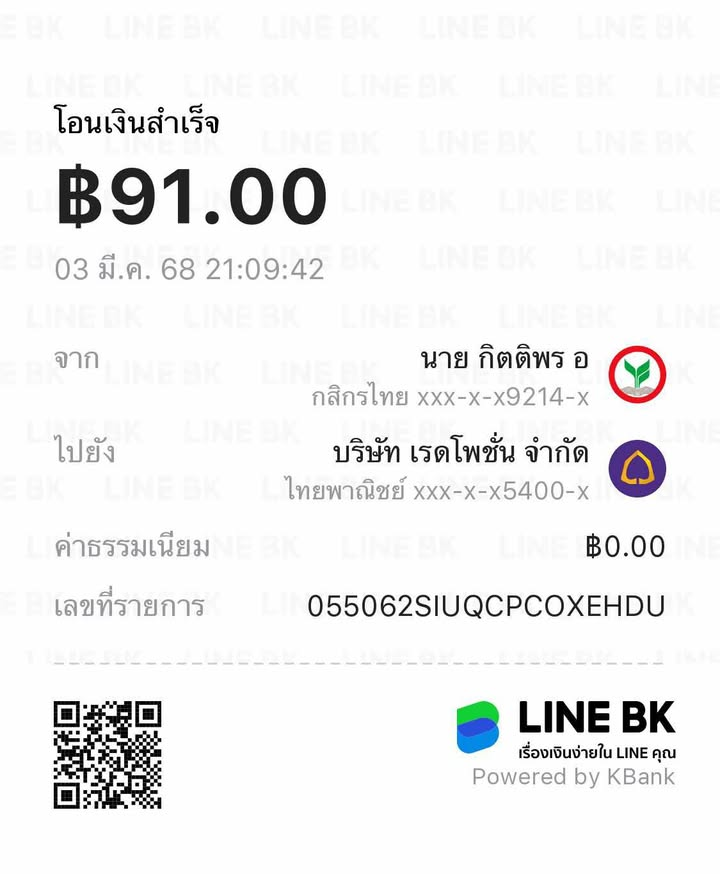 โอนเงินสำเร็จ
฿91.00
03 มี.ค. 68 21:09:42
จาก
นาย กิตติพร อ
กสิกรไทย xxx-x-x9214-x
ไปยัง
บริษัท เรดโพชั่น จำกัด
ไทยพาณิชย์ xxx-x-x5400-x
ค่าธรรมเนียม ฿0.00
เลขที่รายการ 055062SIUQCPCOXEHDU
LINE BK
เรื่องเงินง่ายใน LINE คุณ
Powered by KBank